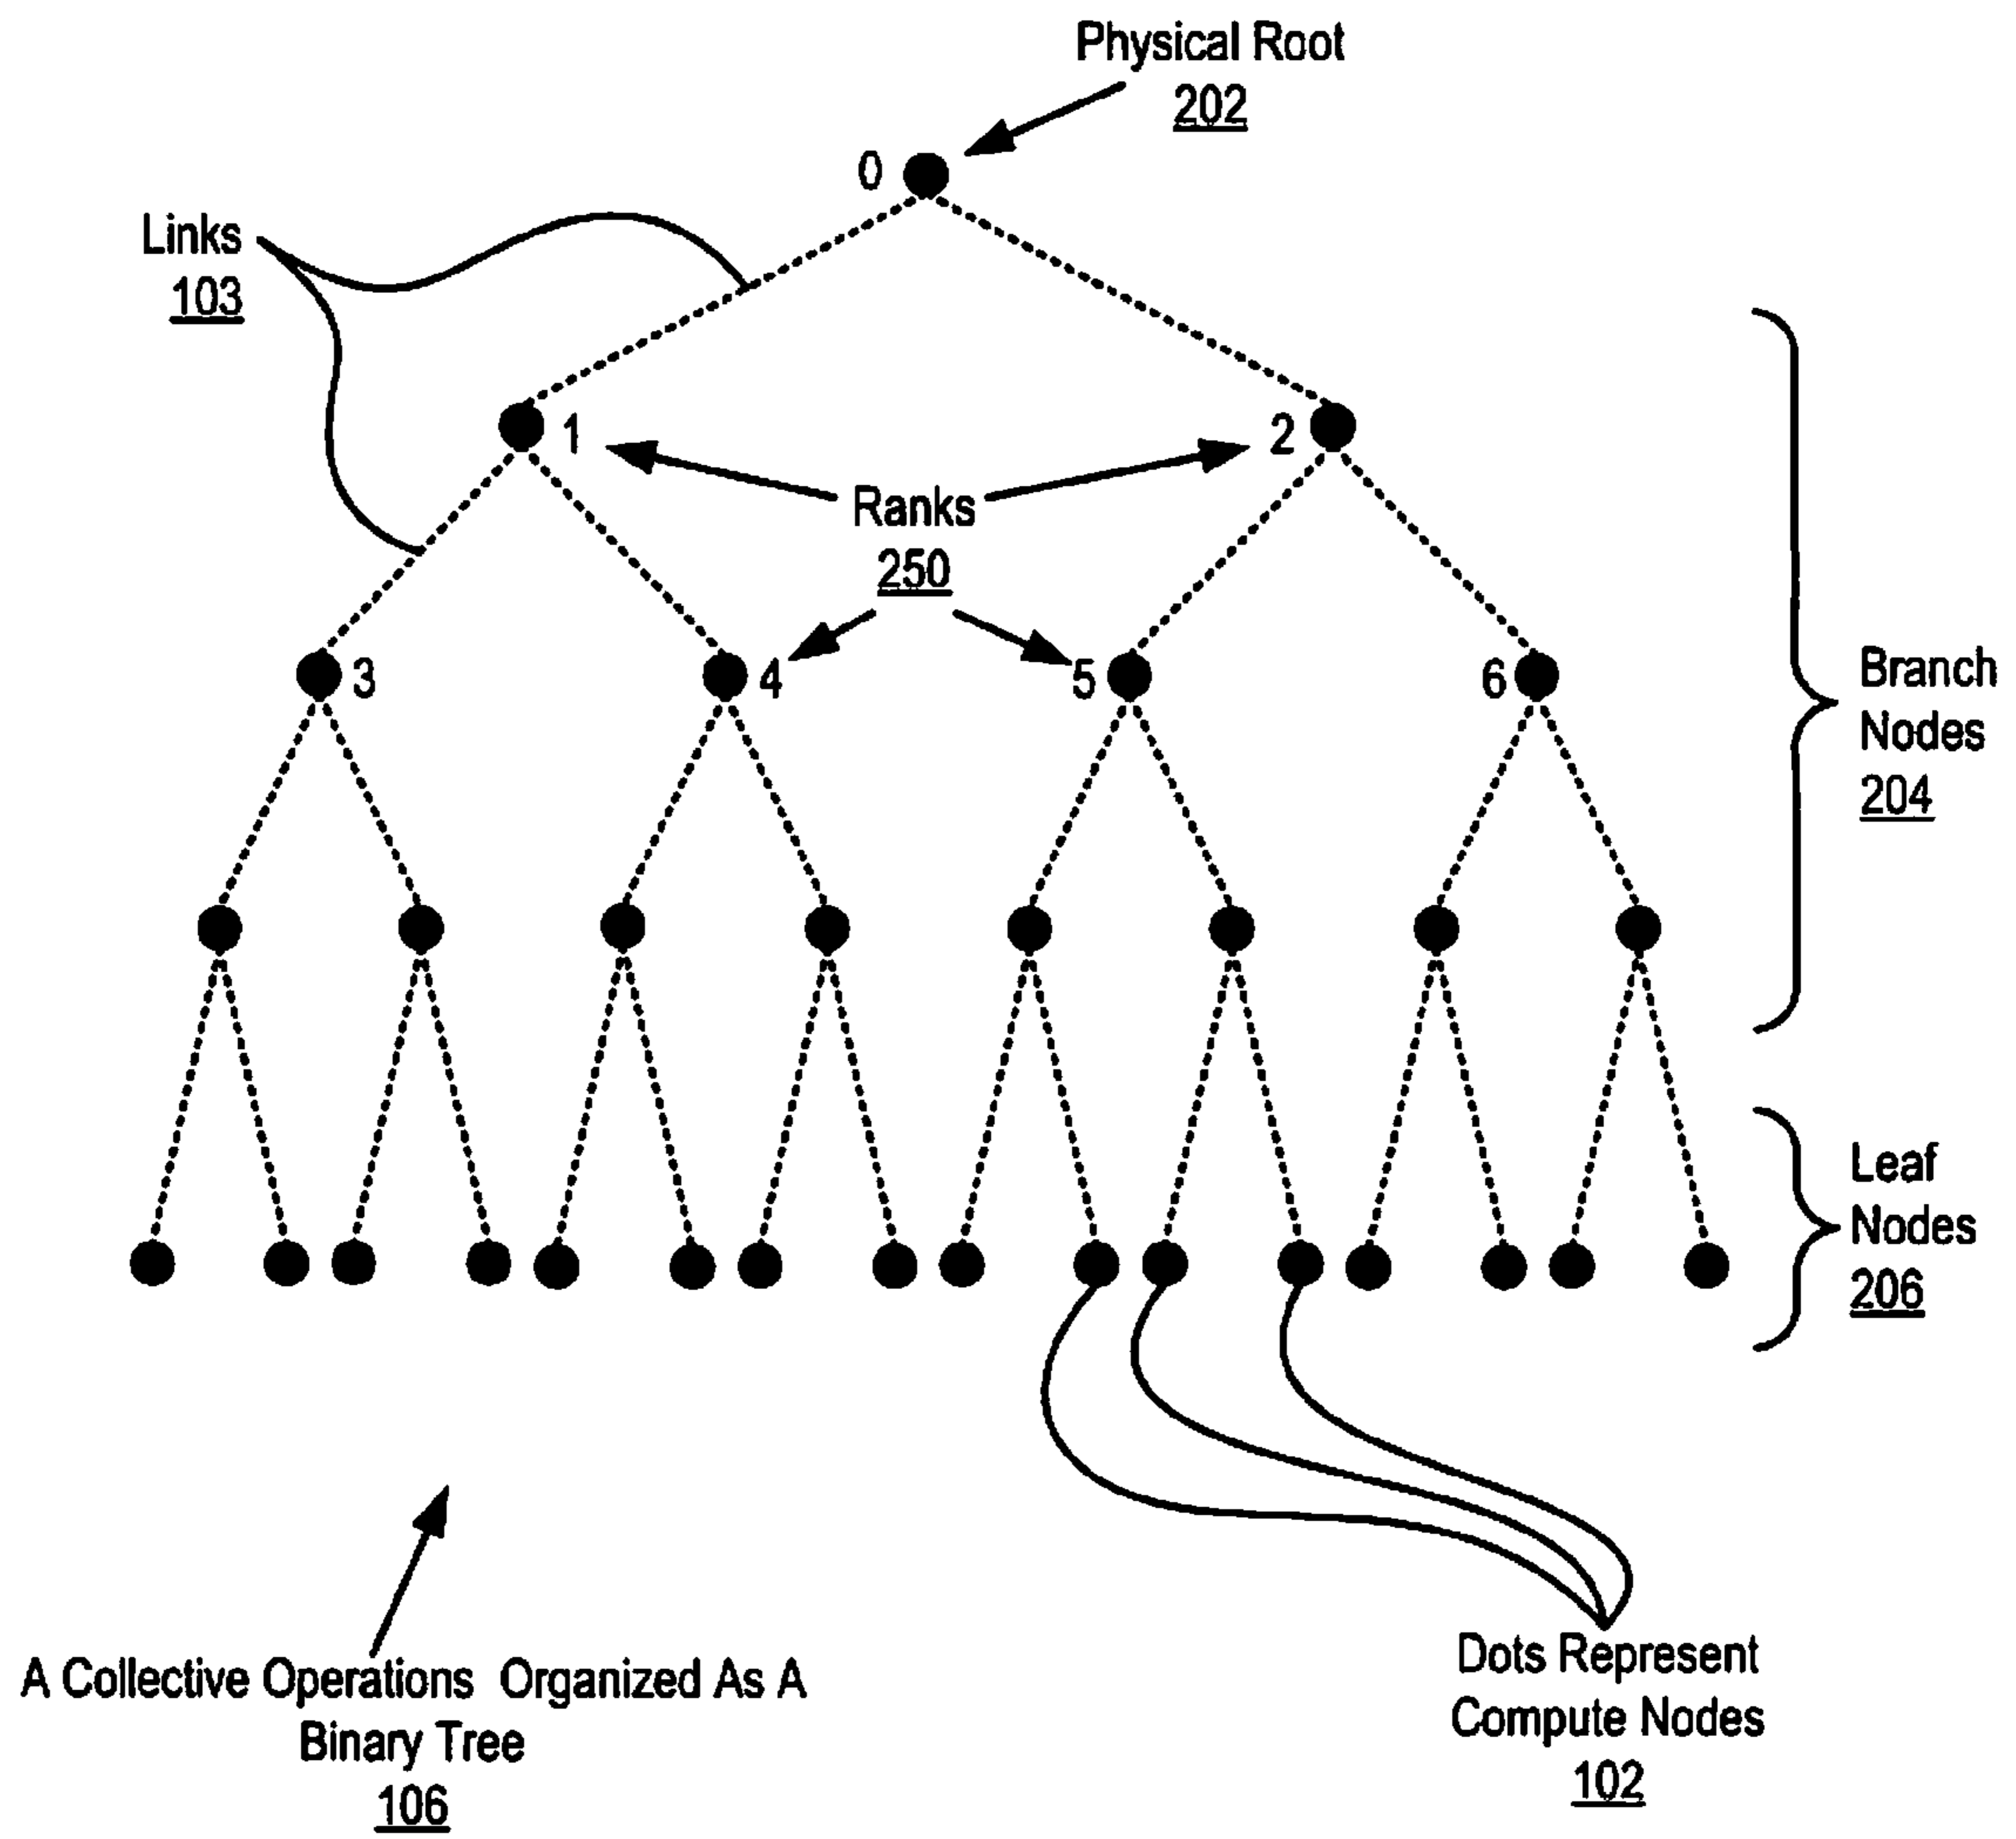 Physical Root
202
0
Links
103
1
2
Ranks
250
3
4
5
6
Branch
Nodes
204
Leaf
Nodes
206
A Collective Operations Organized As A
Binary Tree
106
Dots Represent
Compute Nodes
102